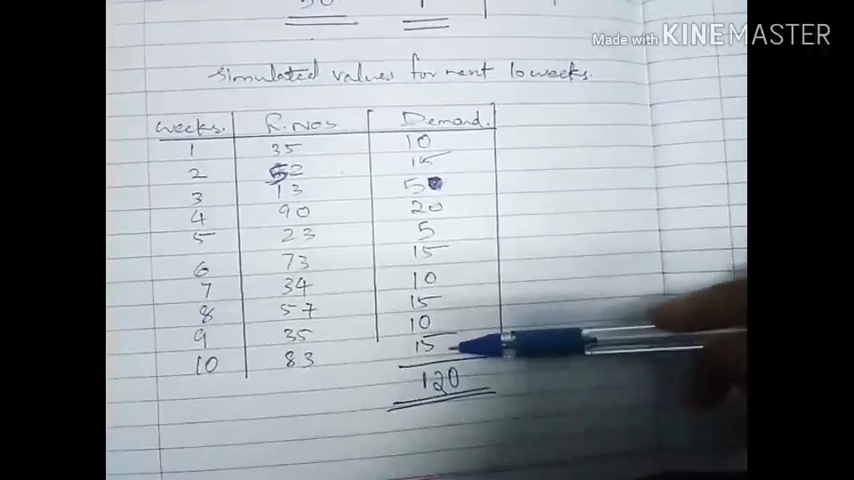 Made with KINEMASTER
Simulated values for next 10 weeks.
weeks. R.Nos Demand.
1 35 10
2 52 15
3 13 5
4 90 20
5 23 5
6 73 15
7 34 10
8 57 15
9 35 10
10 83 15
120